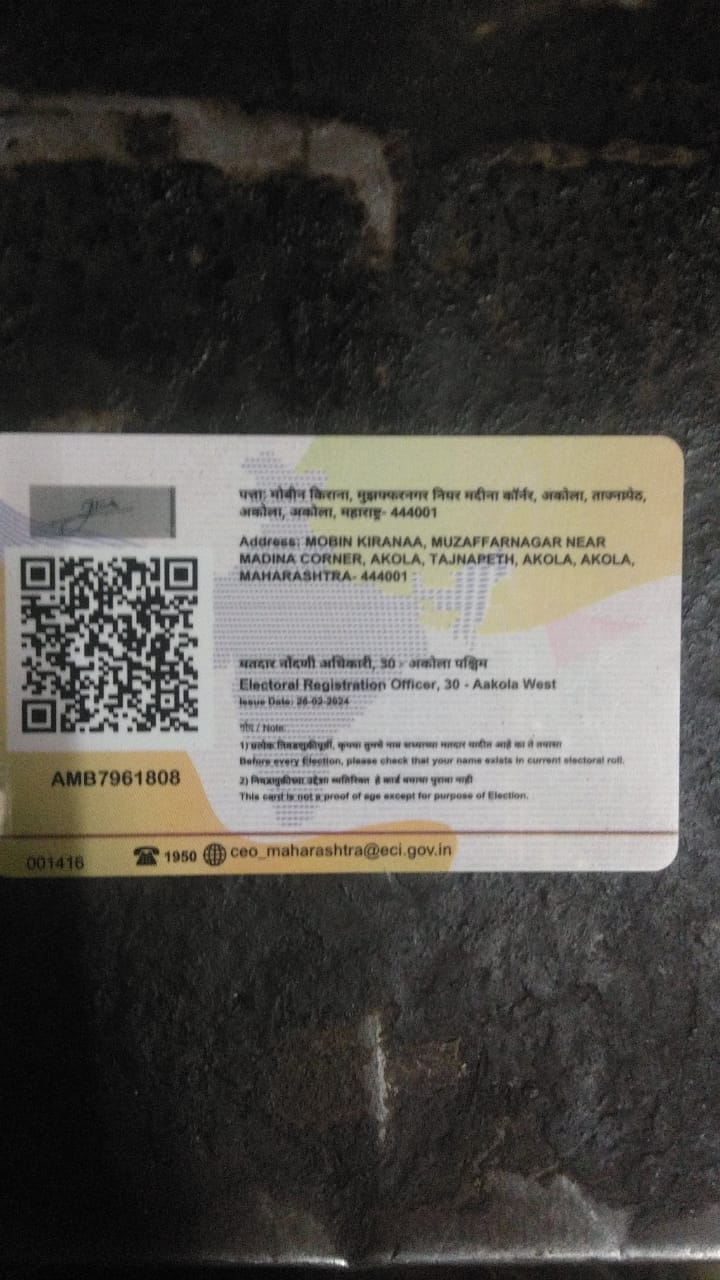 पत्ता: मोबीन किराना, मुझफ्फरनगर नियर मदीना कॉर्नर, अकोला, ताजनापेठ,
अकोला, अकोला, महाराष्ट्र- 444001
Address: MOBIN KIRANAA, MUZAFFARNAGAR NEAR
MADINA CORNER, AKOLA, TAJNAPETH, AKOLA, AKOLA,
MAHARASHTRA- 444001
मतदार नोंदणी अधिकारी, 30 - अकोला पश्चिम
Electoral Registration Officer, 30 - Aakola West
Issue Date: 26-02-2024
/ Note:
1) प्रत्येक निवडणुकीपूर्वी, कृपया तुमचे नाव सध्याच्या मतदार यादीत आहे का ते तपासा
Before every Election, please check that your name exists in current electoral roll.
2) हे कार्ड वयाचा पुरावा नाही
This card is not a proof of age except for purpose of Election.
AMB7961808
001416
1950 ceo_maharashtra@eci.gov.in